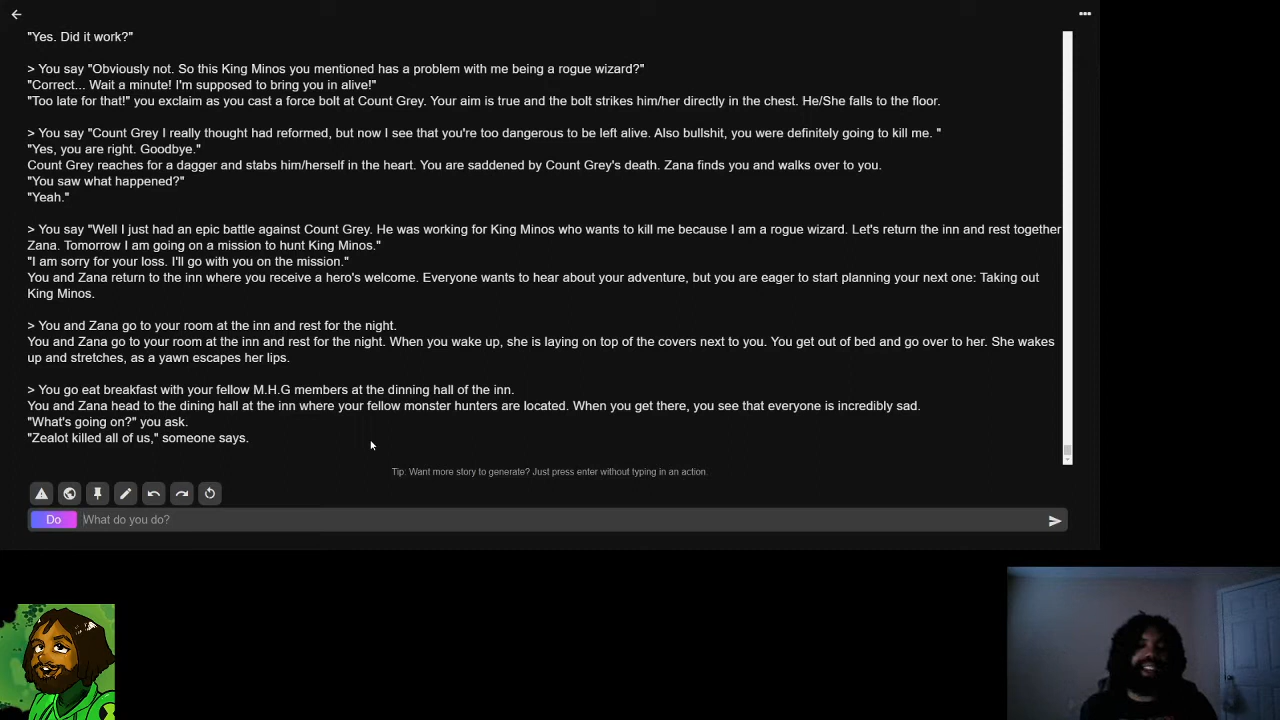 "Yes. Did it work?"
> You say "Obviously not. So this King Minos you mentioned has a problem with me being a rogue wizard?"
"Correct... Wait a minute! I'm supposed to bring you in alive!"
"Too late for that!" you exclaim as you cast a force bolt at Count Grey. Your aim is true and the bolt strikes him/her directly in the chest. He/She falls to the floor.
> You say "Count Grey I really thought had reformed, but now I see that you're too dangerous to be left alive. Also bullshit, you were definitely going to kill me. "
"Yes, you are right. Goodbye."
Count Grey reaches for a dagger and stabs him/herself in the heart. You are saddened by Count Grey's death. Zana finds you and walks over to you.
"You saw what happened?"
"Yeah."
> You say "Well I just had an epic battle against Count Grey. He was working for King Minos who wants to kill me because I am a rogue wizard. Let's return the inn and rest together
Zana. Tomorrow I am going on a mission to hunt King Minos."
"I am sorry for your loss. I'll go with you on the mission."
You and Zana return to the inn where you receive a hero's welcome. Everyone wants to hear about your adventure, but you are eager to start planning your next one: Taking out
King Minos.
> You and Zana go to your room at the inn and rest for the night.
You and Zana go to your room at the inn and rest for the night. When you wake up, she is laying on top of the covers next to you. You get out of bed and go over to her. She wakes
up and stretches, as a yawn escapes her lips.
> You go eat breakfast with your fellow M.H.G members at the dinning hall of the inn.
You and Zana head to the dining hall at the inn where your fellow monster hunters are located. When you get there, you see that everyone is incredibly sad.
"What's going on?" you ask.
"Zealot killed all of us," someone says.
Tip: Want more story to generate? Just press enter without typing in an action.
Do What do you do?